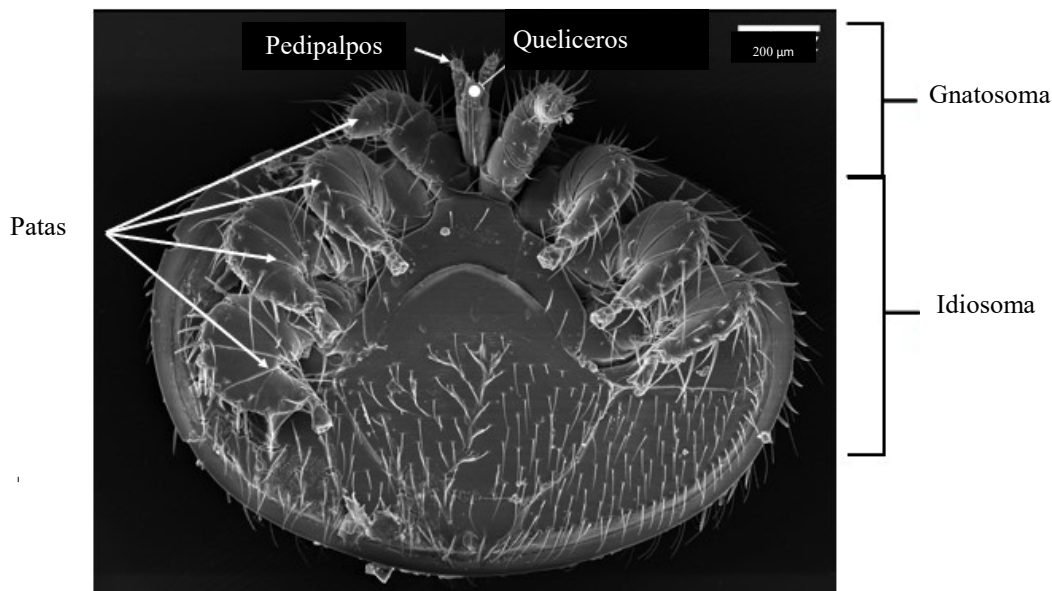 Pedipalpos
Queliceros
200 µm
Gnatosoma
Patas
Idiosoma